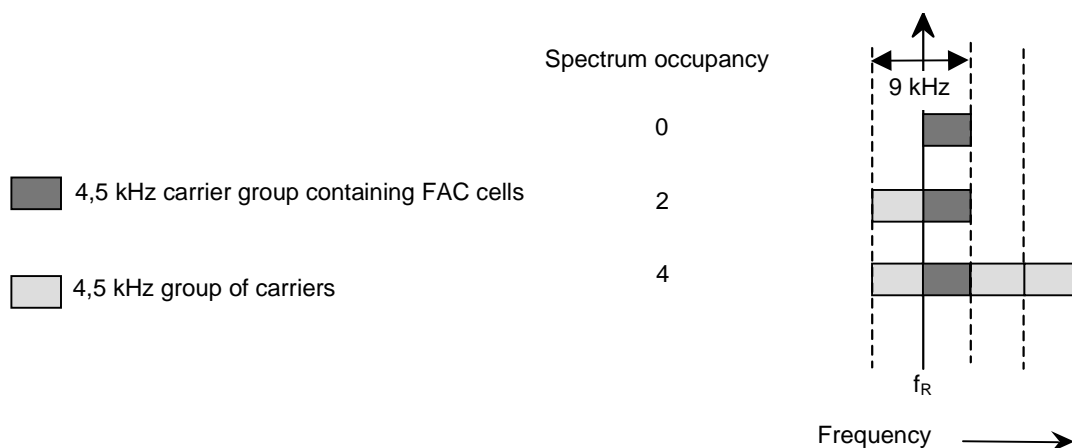 Spectrum occupancy
9 kHz
0
4,5 kHz carrier group containing FAC cells
2
4,5 kHz group of carriers
4
fR
Frequency